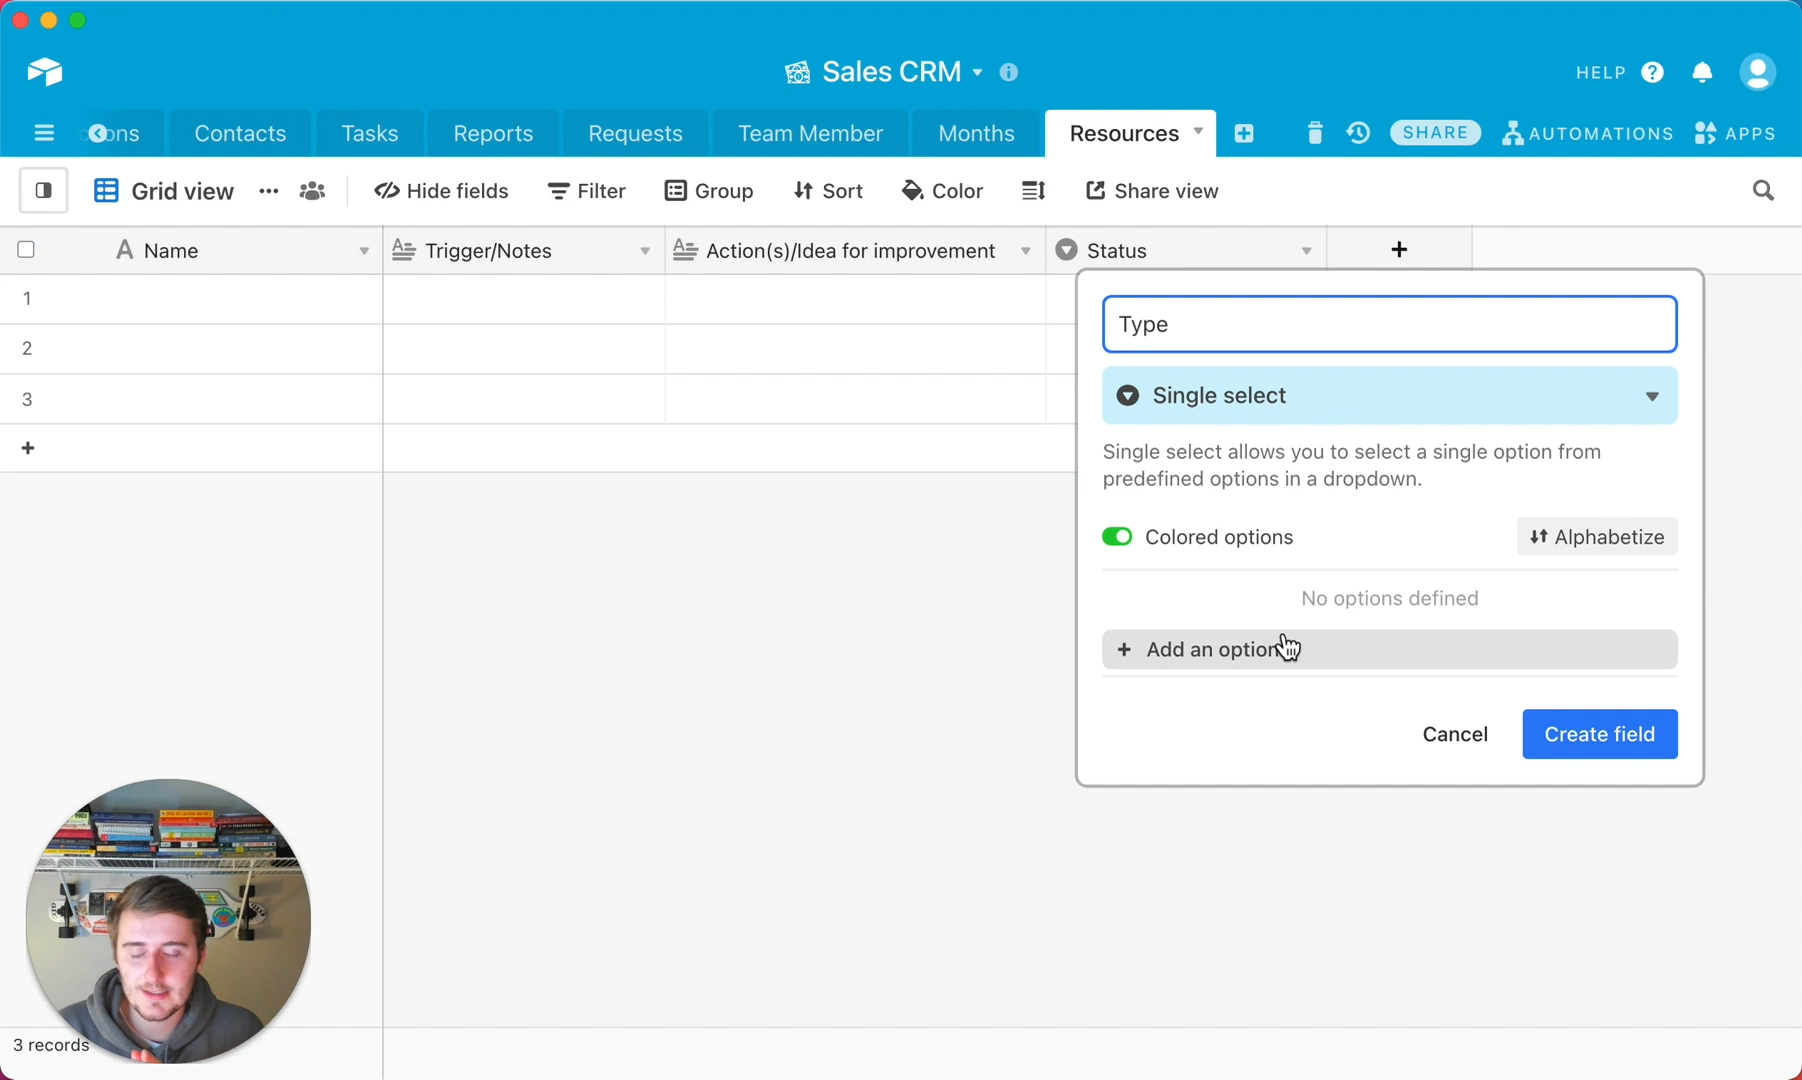 Sales CRM
HELP
ons
Contacts
Tasks
Reports
Requests
Team Member
Months
Resources
SHARE
AUTOMATIONS
APPS
Grid view
Hide fields
Filter
Group
Sort
Color
Share view
Name
Trigger/Notes
Action(s)/Idea for improvement
Status
1
2
3
Type
Single select
Single select allows you to select a single option from
predefined options in a dropdown.
Colored options
Alphabetize
No options defined
Add an option
Cancel
Create field
3 records